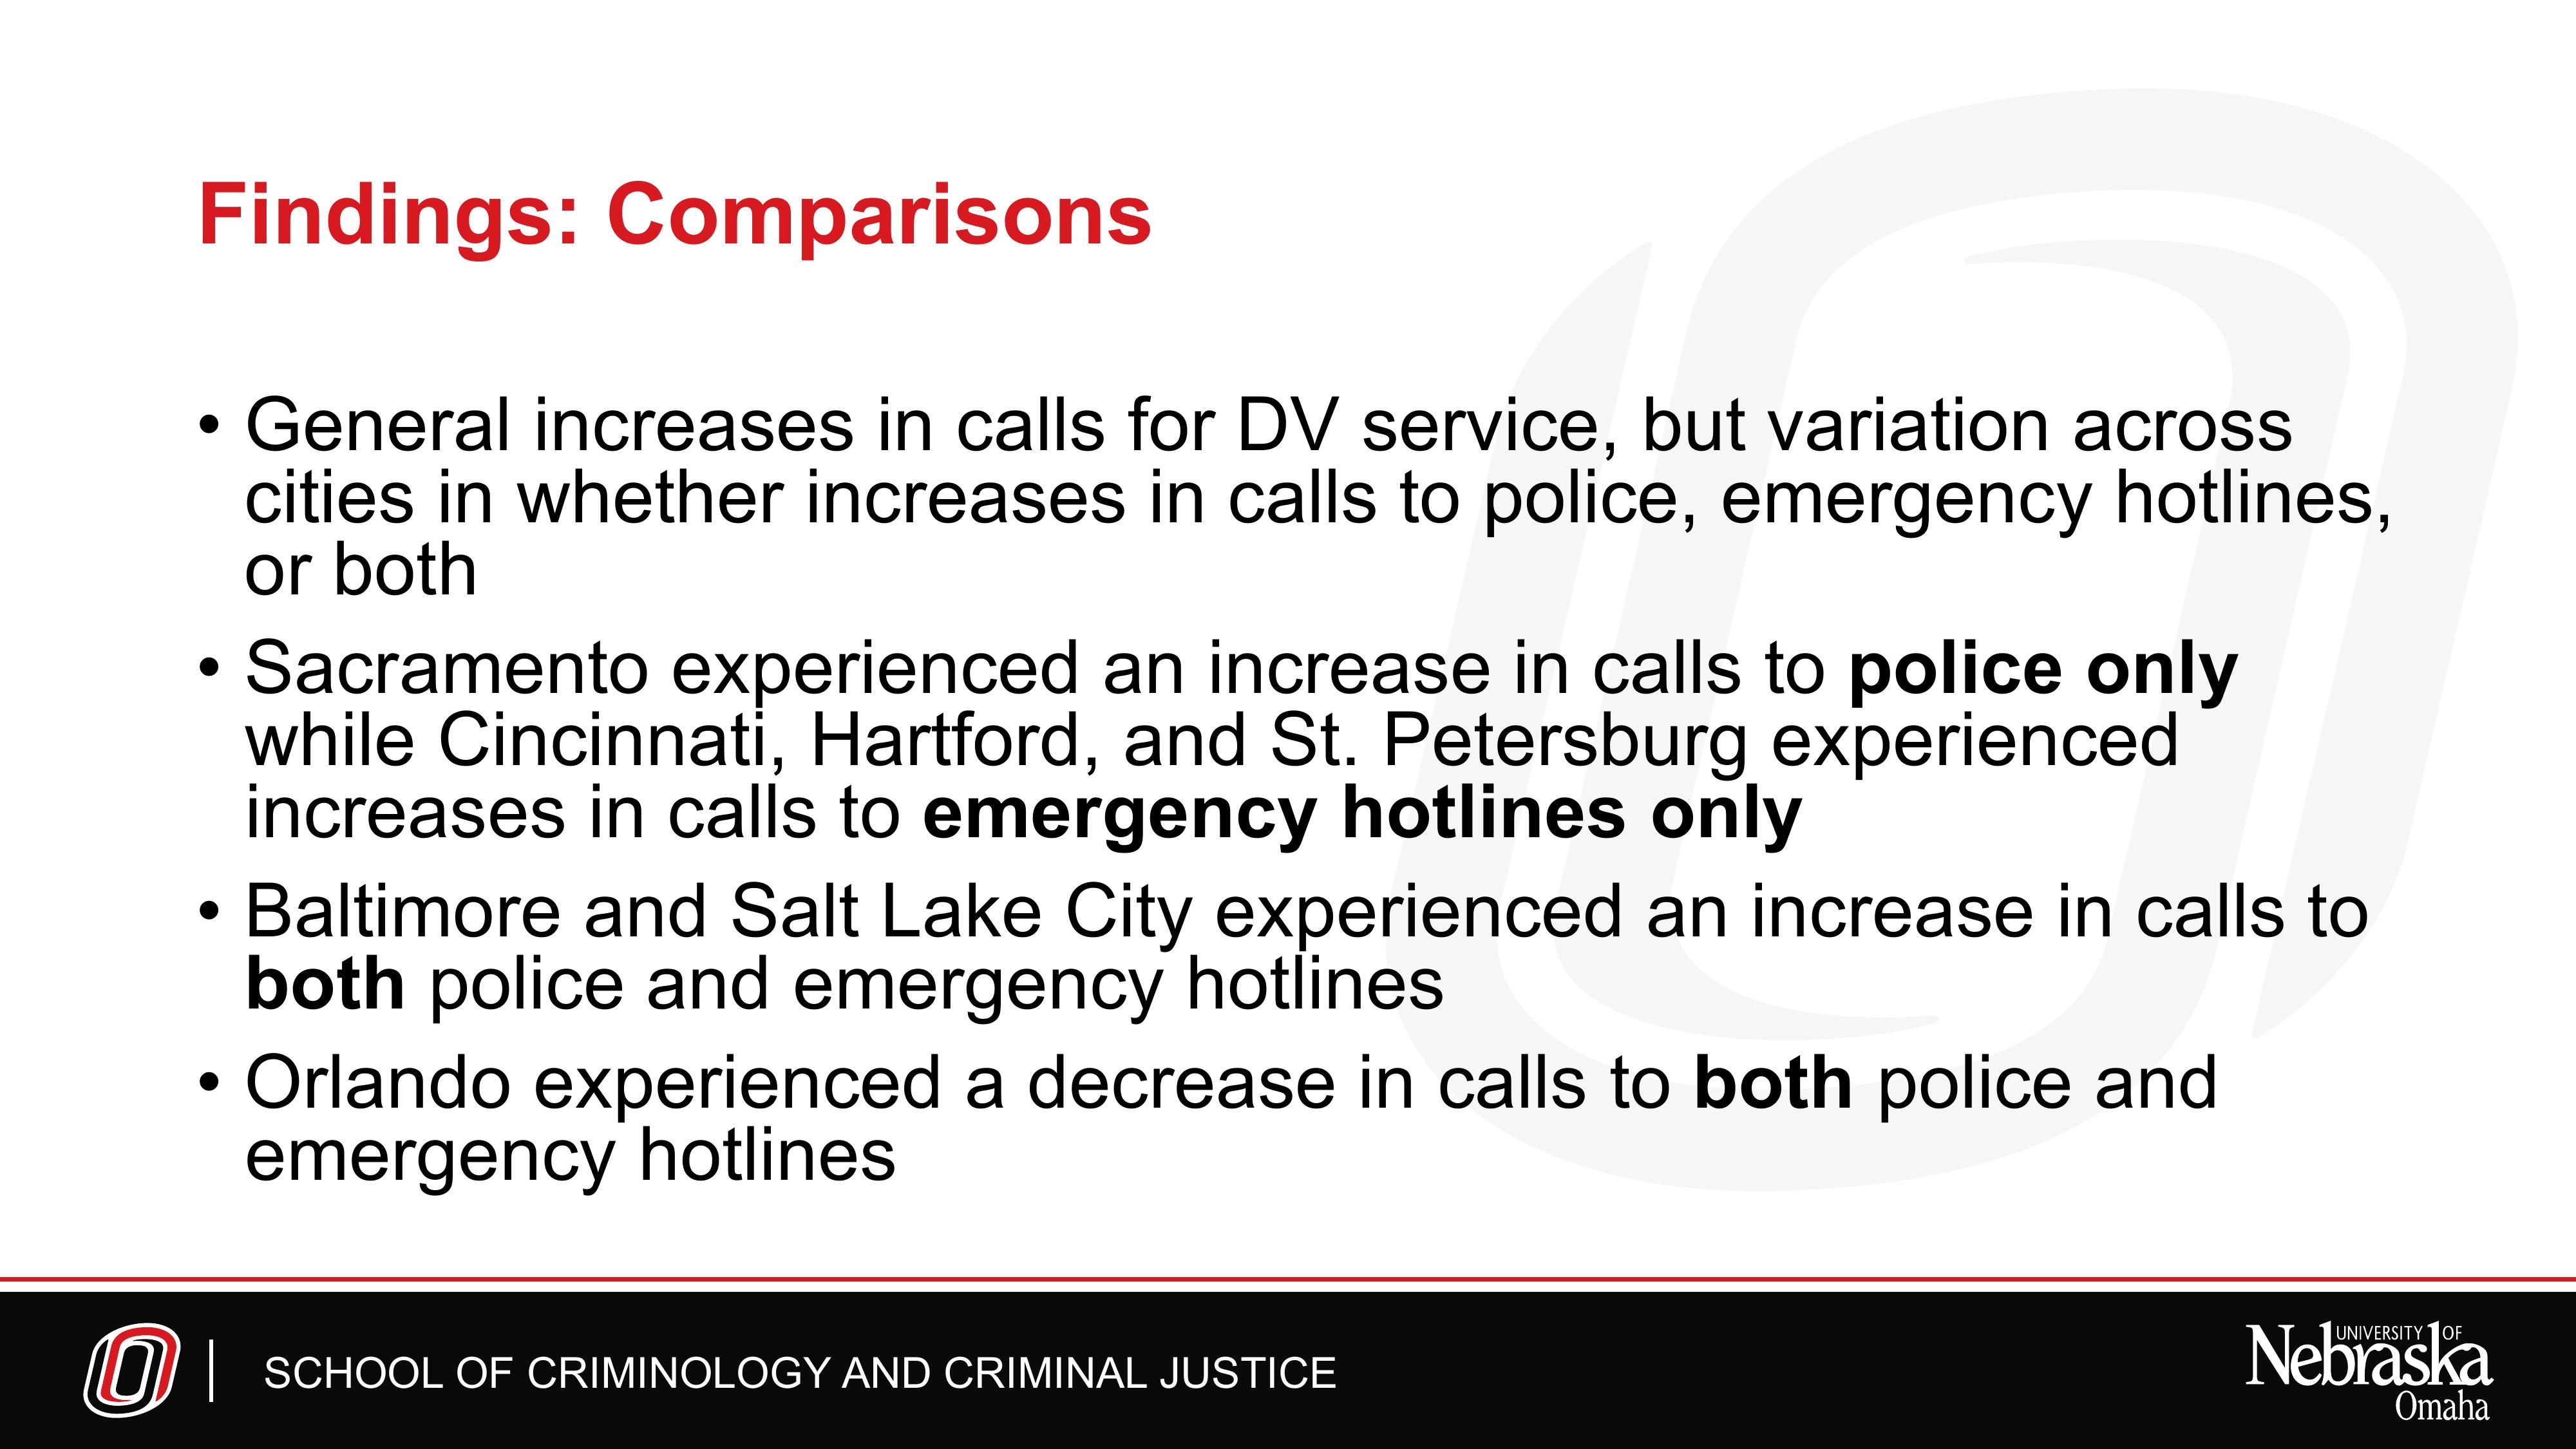 Findings: Comparisons
• General increases in calls for DV service, but variation across
cities in whether increases in calls to police, emergency hotlines,
or both
• Sacramento experienced an increase in calls to police only
while Cincinnati, Hartford, and St. Petersburg experienced
increases in calls to emergency hotlines only
• Baltimore and Salt Lake City experienced an increase in calls to
both police and emergency hotlines
• Orlando experienced a decrease in calls to both police and
emergency hotlines
SCHOOL OF CRIMINOLOGY AND CRIMINAL JUSTICE
UNIVERSITY OF
Nebraska
Omaha